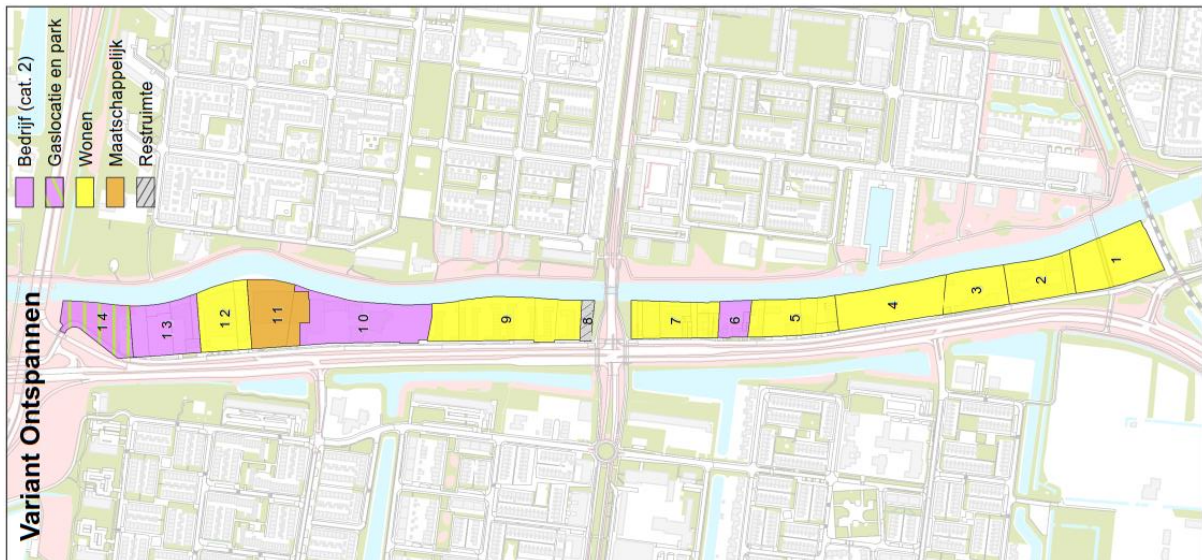 Variant Ontspannen
Bedrijf (cat. 2)
Gaslocatie en park
Wonen
Maatschappelijk
Restruimte
14
13
12
11
10
9
8
7
6
5
4
3
2
1